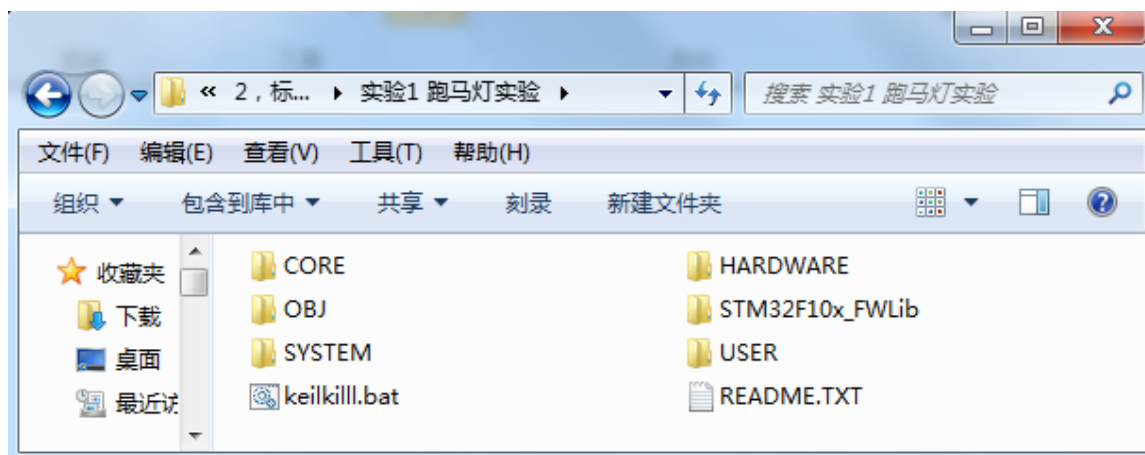 « 2，标... 实验1 跑马灯实验 搜索 实验1 跑马灯实验
文件(F) 编辑(E) 查看(V) 工具(T) 帮助(H)
组织 包含到库中 共享 刻录 新建文件夹
收藏夹 CORE HARDWARE
下载 OBJ STM32F10x_FWLib
桌面 SYSTEM USER
最近访 keilkilll.bat README.TXT